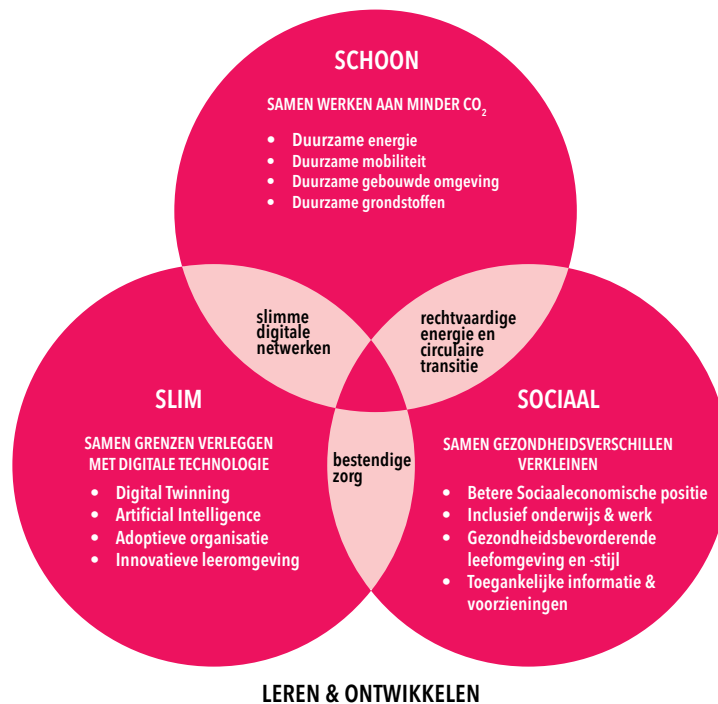 SCHOON
SAMEN WERKEN AAN MINDER CO₂
• Duurzame energie
• Duurzame mobiliteit
• Duurzame gebouwde omgeving
• Duurzame grondstoffen
slimme
digitale
netwerken
rechtvaardige
energie en
circulaire
transitie
SLIM
SAMEN GRENZEN VERLEGGEN
MET DIGITALE TECHNOLOGIE
• Digital Twinning
• Artificial Intelligence
• Adoptieve organisatie
• Innovatieve leeromgeving
bestendige
zorg
SOCIAAL
SAMEN GEZONDHEIDSVERSCHILLEN
VERKLEINEN
• Betere Sociaaleconomische positie
• Inclusief onderwijs & werk
• Gezondheidsbevorderende
leefomgeving en -stijl
• Toegankelijke informatie &
voorzieningen
LEREN & ONTWIKKELEN